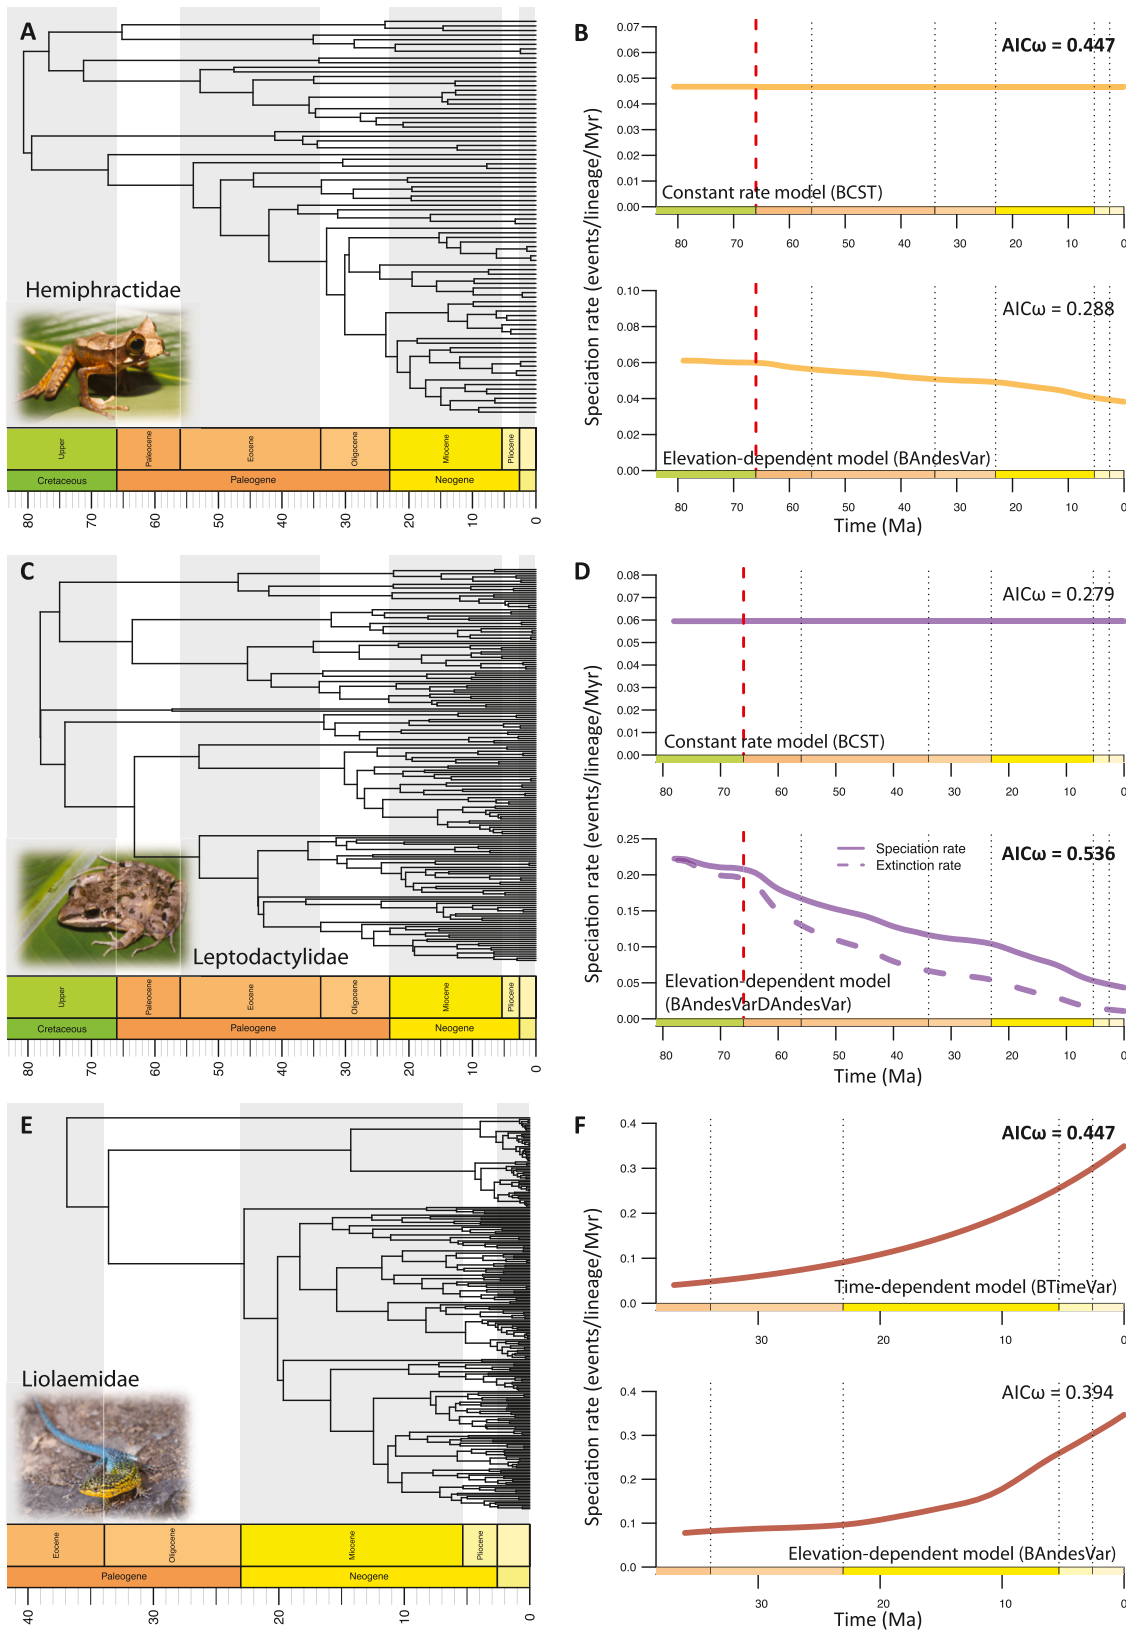 A
Hemiphractidae
Upper
Paleocene
Eocene
Oligocene
Miocene
Pliocene
Cretaceous
Paleogene
Neogene
80
70
60
50
40
30
20
10
0
B
Speciation rate (events/lineage/Myr)
AICω = 0.447
0.07
0.06
0.05
0.04
0.03
0.02
0.01
0.00
Constant rate model (BCST)
80
70
60
50
40
30
20
10
0
AICω = 0.288
0.10
0.08
0.06
0.04
0.02
0.00
Elevation-dependent model (BAndesVar)
80
70
60
50
40
30
20
10
0
Time (Ma)
C
Leptodactylidae
Upper
Paleocene
Eocene
Oligocene
Miocene
Pliocene
Cretaceous
Paleogene
Neogene
80
70
60
50
40
30
20
10
0
D
Speciation rate (events/lineage/Myr)
AICω = 0.279
0.08
0.07
0.06
0.05
0.04
0.03
0.02
0.01
0.00
Constant rate model (BCST)
80
70
60
50
40
30
20
10
0
Speciation rate
Extinction rate
AICω = 0.536
0.25
0.20
0.15
0.10
0.05
0.00
Elevation-dependent model
(BAndesVarDAndesVar)
80
70
60
50
40
30
20
10
0
Time (Ma)
E
Liolaemidae
Eocene
Oligocene
Miocene
Pliocene
Paleogene
Neogene
40
30
20
10
0
F
Speciation rate (events/lineage/Myr)
AICω = 0.447
0.4
0.3
0.2
0.1
0.0
Time-dependent model (BTimeVar)
30
20
10
0
AICω = 0.394
0.4
0.3
0.2
0.1
0.0
Elevation-dependent model (BAndesVar)
30
20
10
0
Time (Ma)